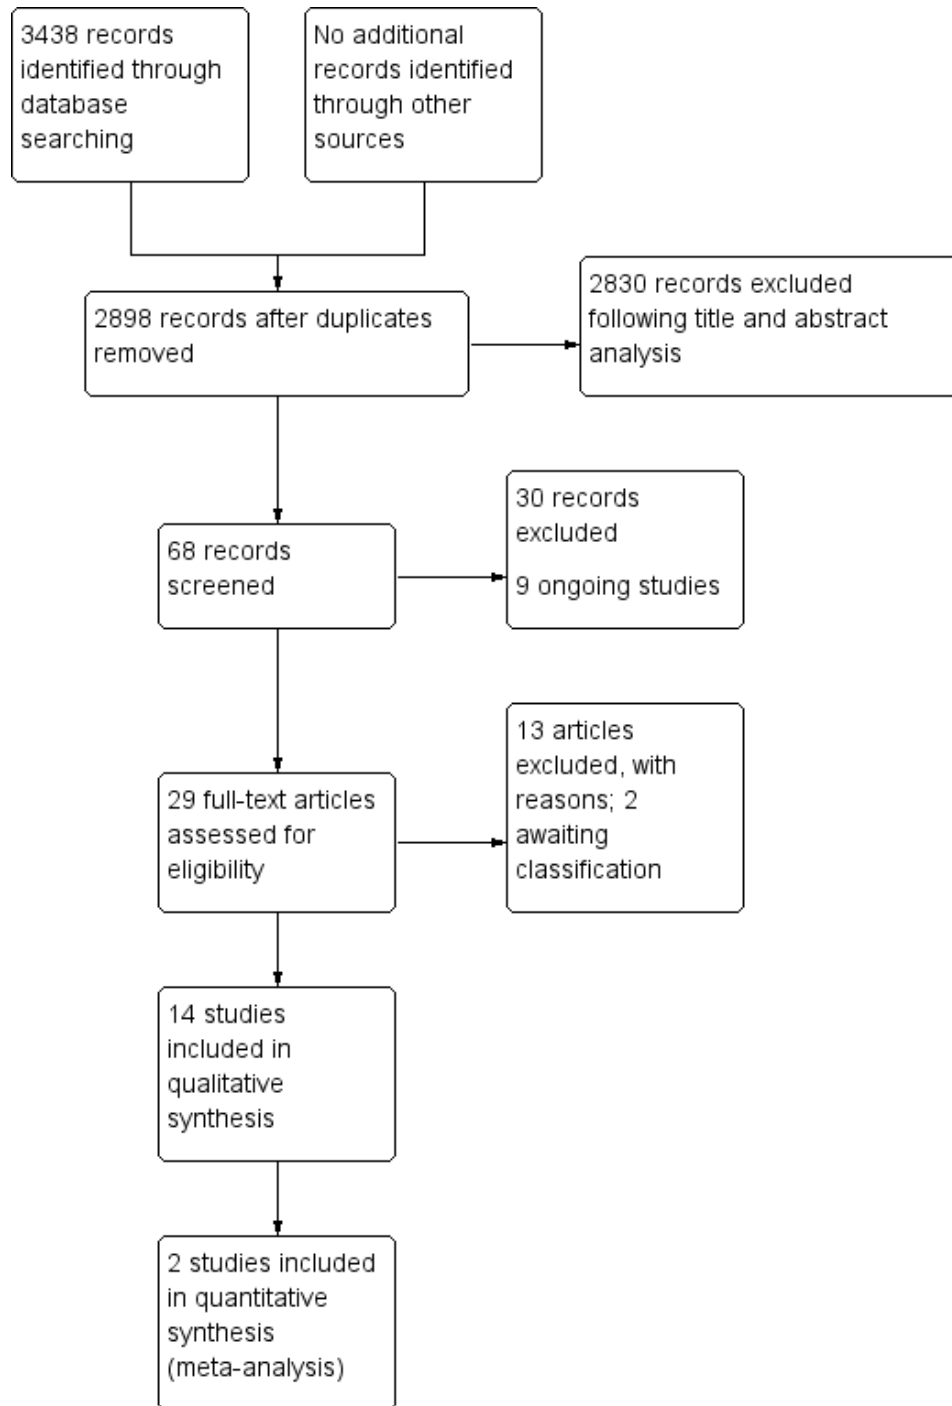 3438 records
identified through
database
searching
No additional
records identified
through other
sources
2898 records after duplicates
removed
2830 records excluded
following title and abstract
analysis
68 records
screened
30 records
excluded
9 ongoing studies
29 full-text articles
assessed for
eligibility
13 articles
excluded, with
reasons; 2
awaiting
classification
14 studies
included in
qualitative
synthesis
2 studies included
in quantitative
synthesis
(meta-analysis)